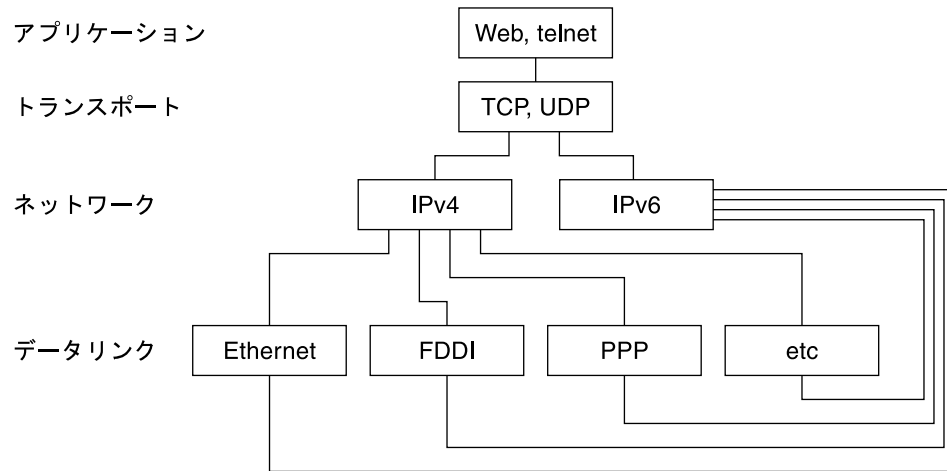 アプリケーション
Web, telnet
トランスポート
TCP, UDP
ネットワーク
IPv4
IPv6
データリンク
Ethernet
FDDI
PPP
etc